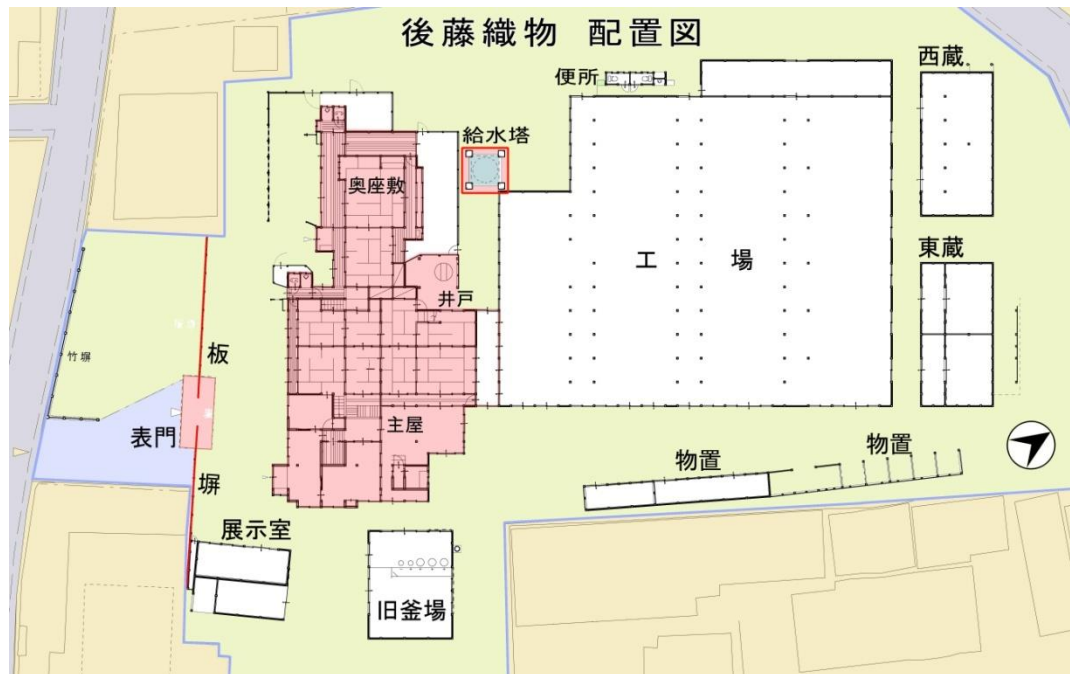 後藤織物 配置図
西蔵
便所
給水塔
奥座敷
東蔵
工場
井戸
竹塀
板
表門
主屋
塀
物置
物置
展示室
旧釜場